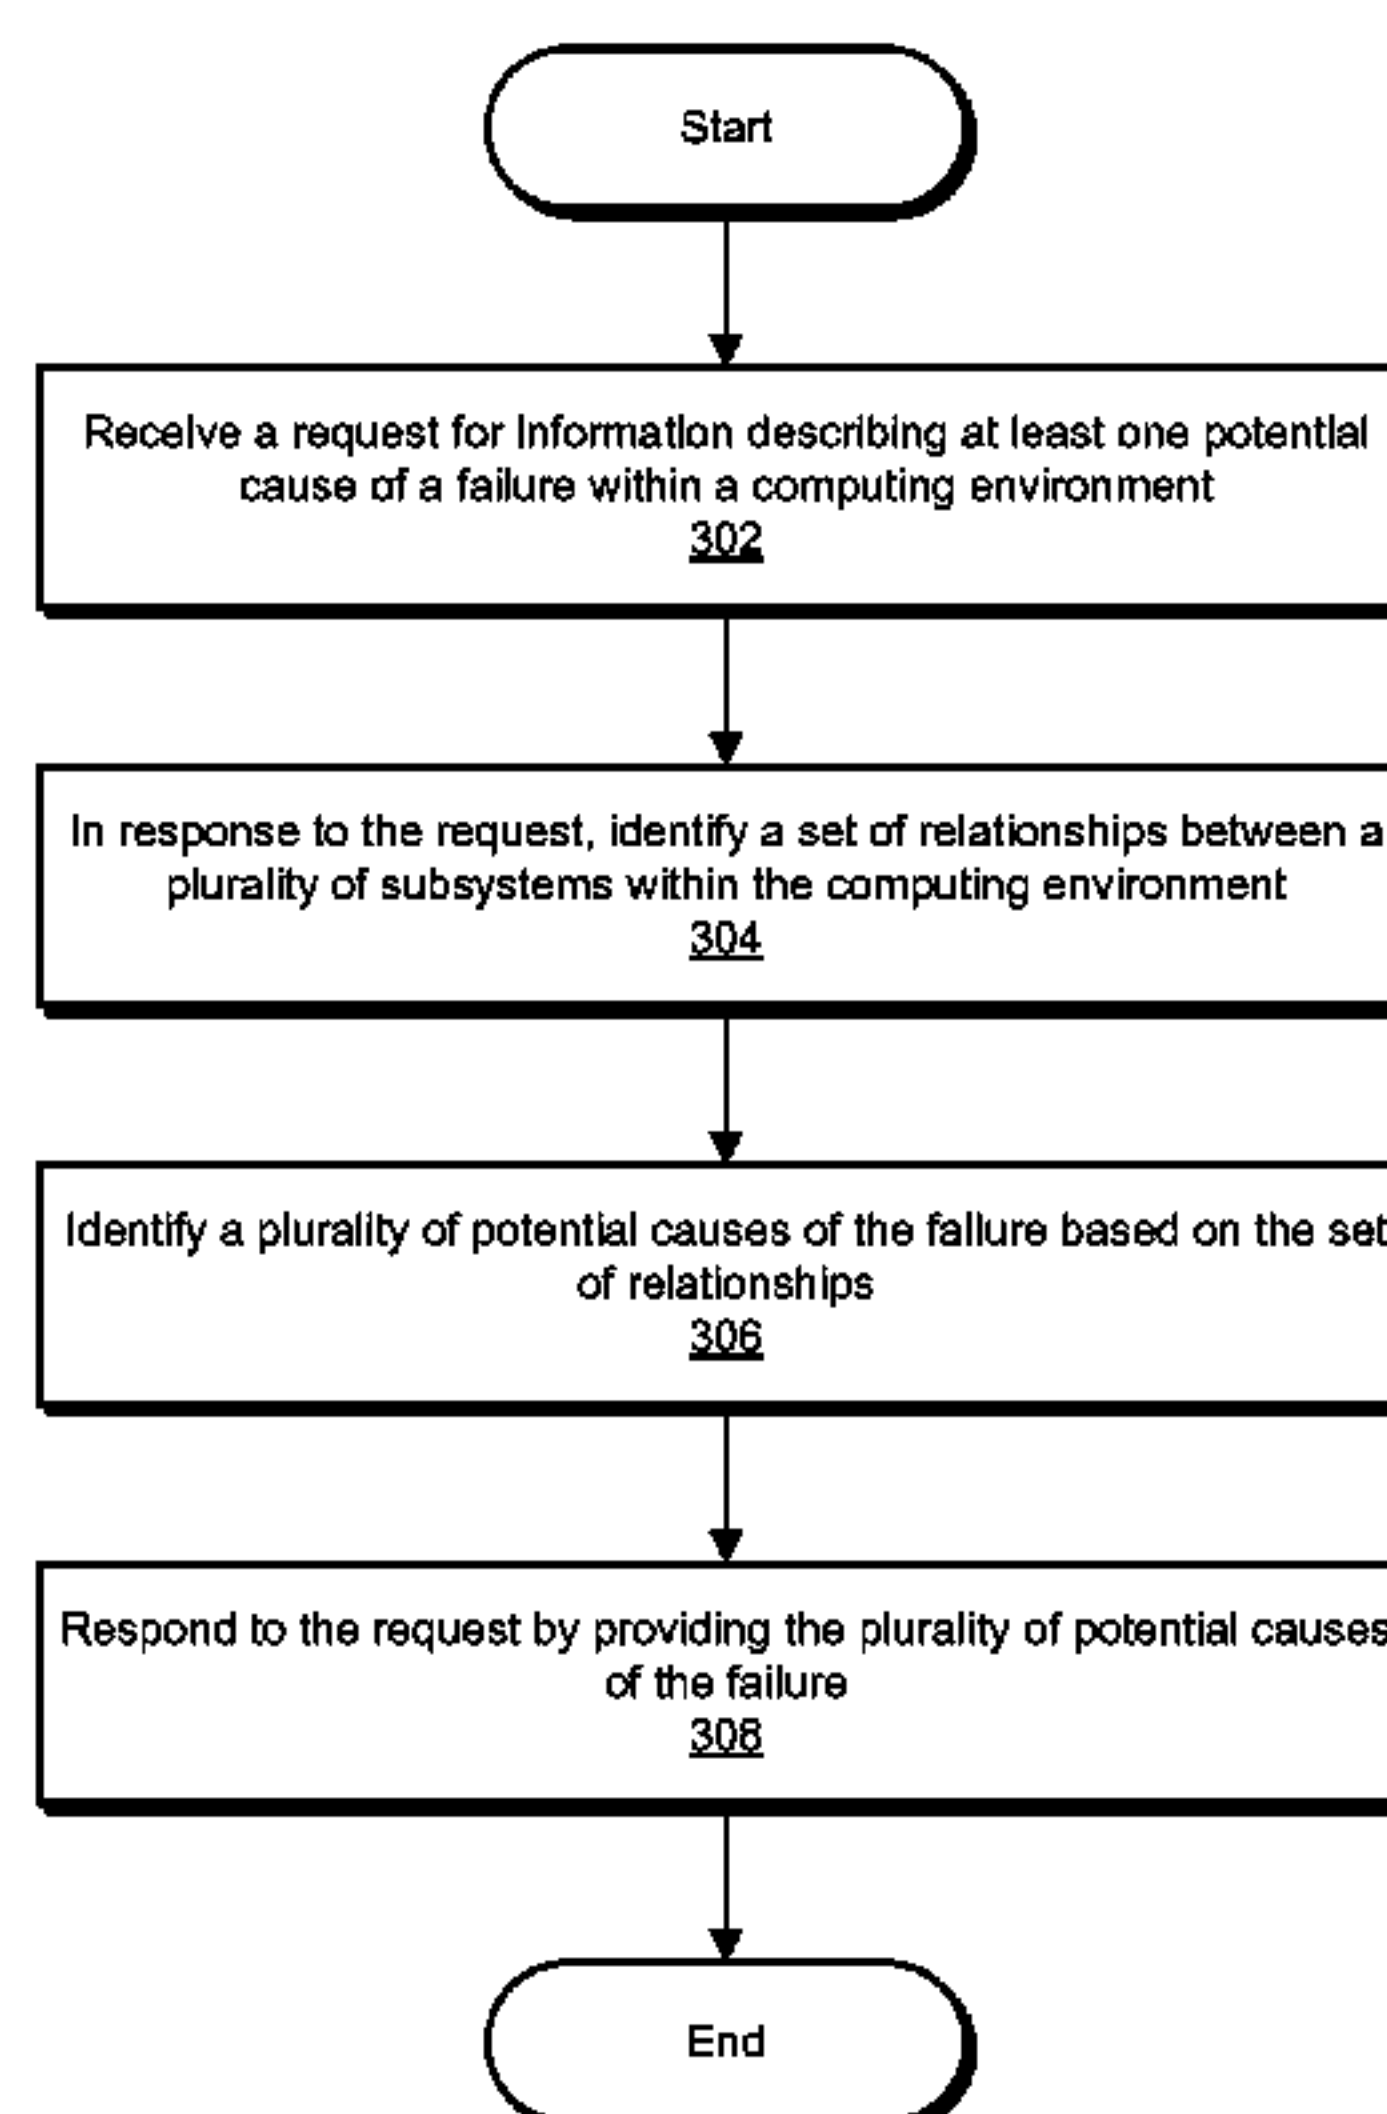 Start
Receive a request for information describing at least one potential
cause of a failure within a computing environment
302
In response to the request, identify a set of relationships between a
plurality of subsystems within the computing environment
304
Identify a plurality of potential causes of the failure based on the set
of relationships
306
Respond to the request by providing the plurality of potential causes
of the failure
308
End